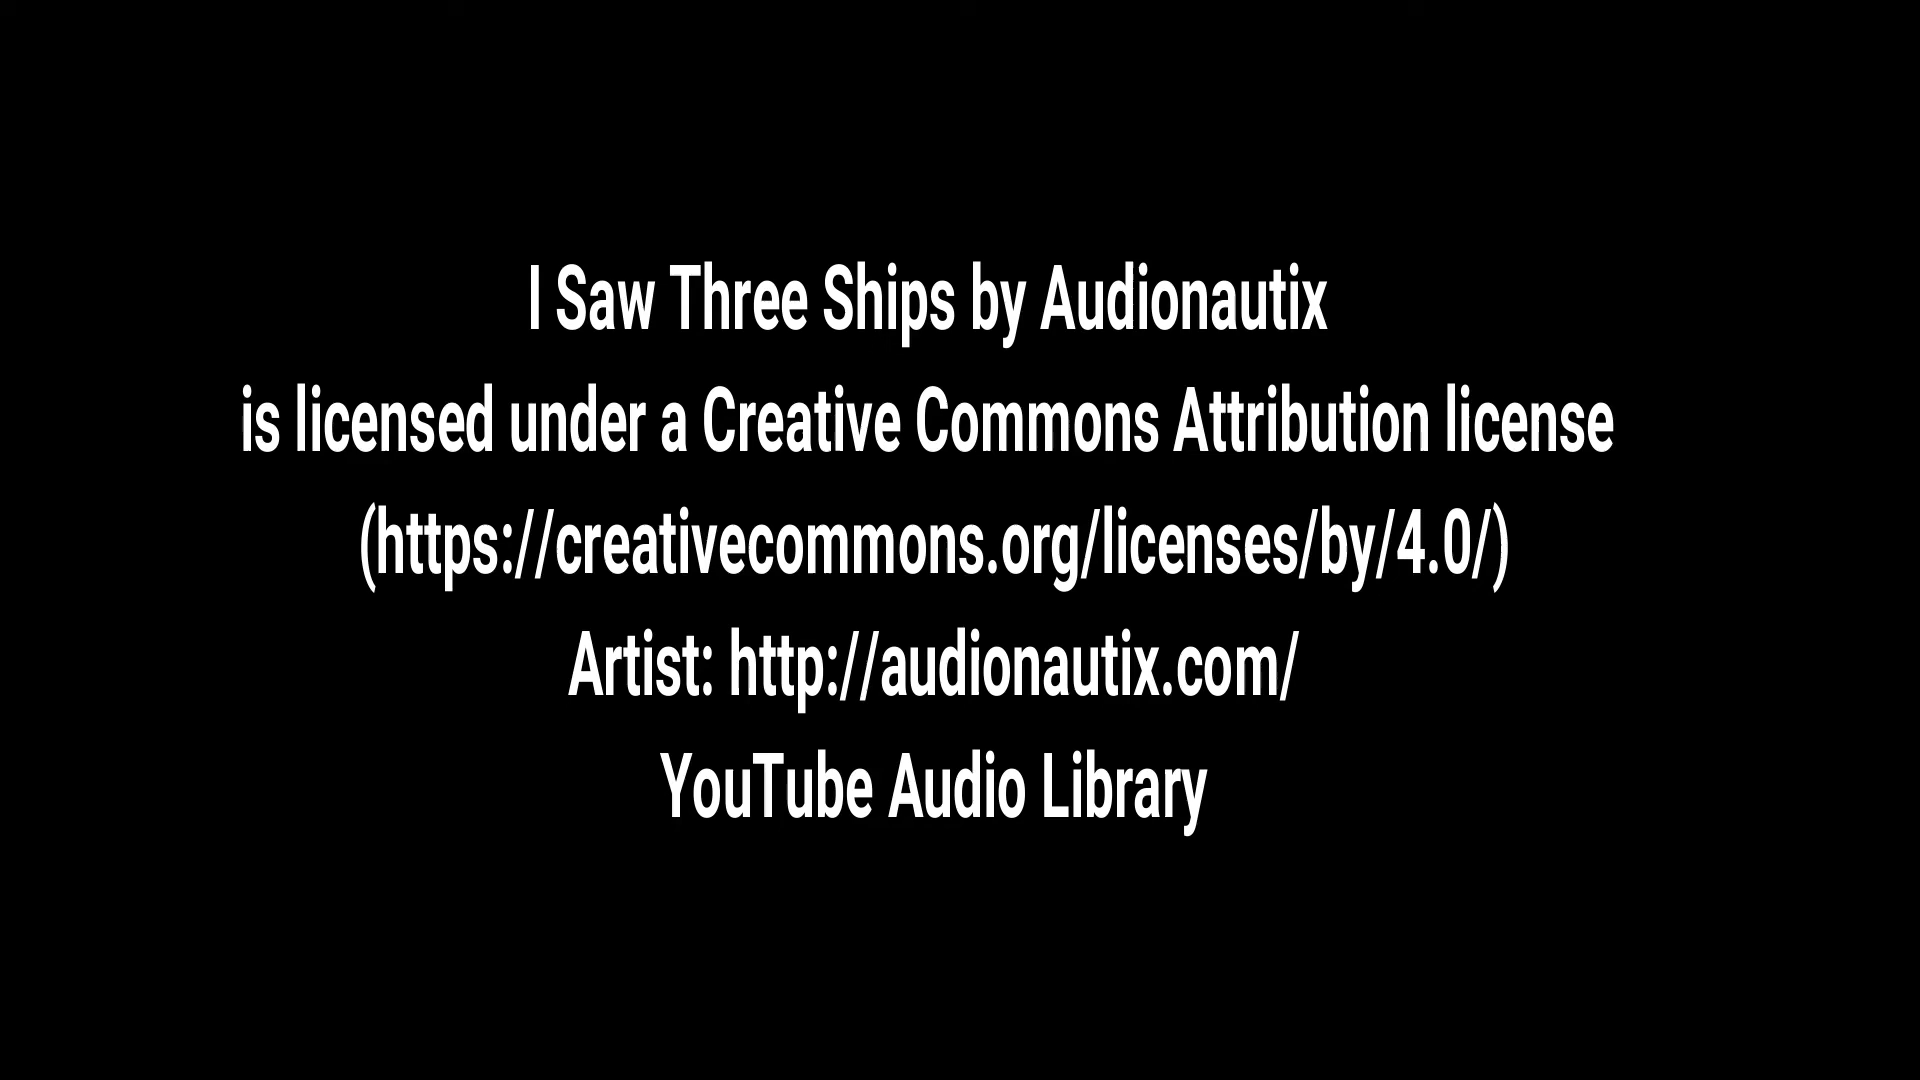 I Saw Three Ships by Audionautix
is licensed under a Creative Commons Attribution license
(https://creativecommons.org/licenses/by/4.0/)
Artist: http://audionautix.com/
YouTube Audio Library